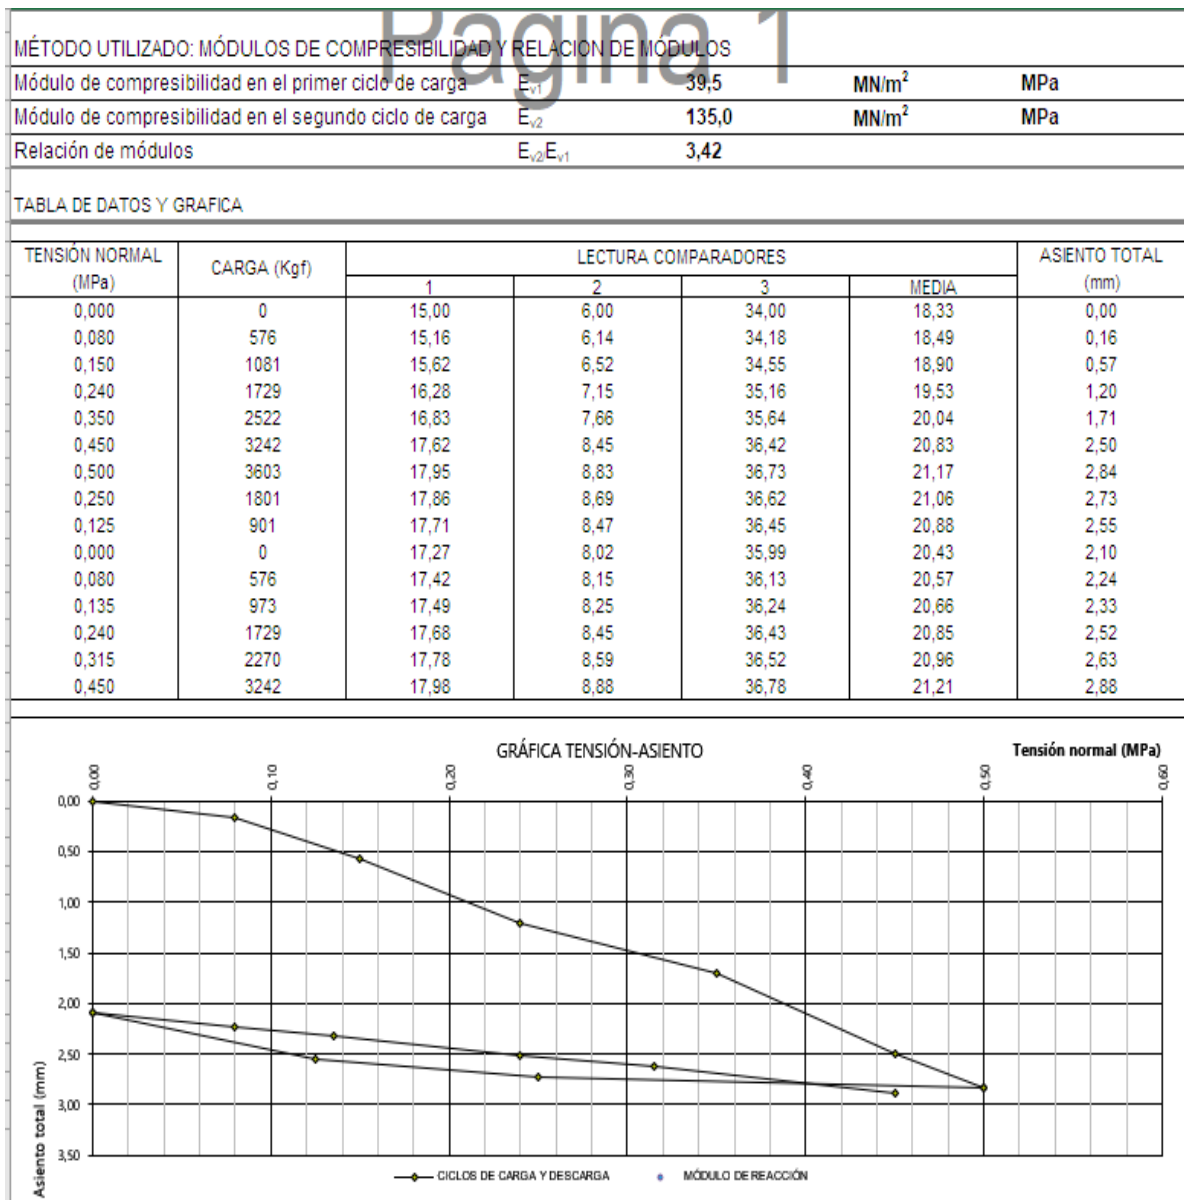 Página 1
MÉTODO UTILIZADO: MÓDULOS DE COMPRESIBILIDAD Y RELACION DE MÓDULOS
Módulo de compresibilidad en el primer ciclo de carga Ev1 39,5 MN/m² MPa
Módulo de compresibilidad en el segundo ciclo de carga Ev2 135,0 MN/m² MPa
Relación de módulos Ev2/Ev1 3,42
TABLA DE DATOS Y GRAFICA
TENSIÓN NORMAL (MPa) CARGA (Kgf) LECTURA COMPARADORES ASIENTO TOTAL (mm)
1 2 3 MEDIA
0,000 0 15,00 6,00 34,00 18,33 0,00
0,080 576 15,16 6,14 34,18 18,49 0,16
0,150 1081 15,62 6,52 34,55 18,90 0,57
0,240 1729 16,28 7,15 35,16 19,53 1,20
0,350 2522 16,83 7,66 35,64 20,04 1,71
0,450 3242 17,62 8,45 36,42 20,83 2,50
0,500 3603 17,95 8,83 36,73 21,17 2,84
0,250 1801 17,86 8,69 36,62 21,06 2,73
0,125 901 17,71 8,47 36,45 20,88 2,55
0,000 0 17,27 8,02 35,99 20,43 2,10
0,080 576 17,42 8,15 36,13 20,57 2,24
0,135 973 17,49 8,25 36,24 20,66 2,33
0,240 1729 17,68 8,45 36,43 20,85 2,52
0,315 2270 17,78 8,59 36,52 20,96 2,63
0,450 3242 17,98 8,88 36,78 21,21 2,88
GRÁFICA TENSIÓN-ASIENTO
Tensión normal (MPa)
0,00 0,10 0,20 0,30 0,40 0,50 0,60
0,00
0,50
1,00
1,50
2,00
2,50
3,00
3,50
Asiento total (mm)
CICLOS DE CARGA Y DESCARGA MÓDULO DE REACCIÓN